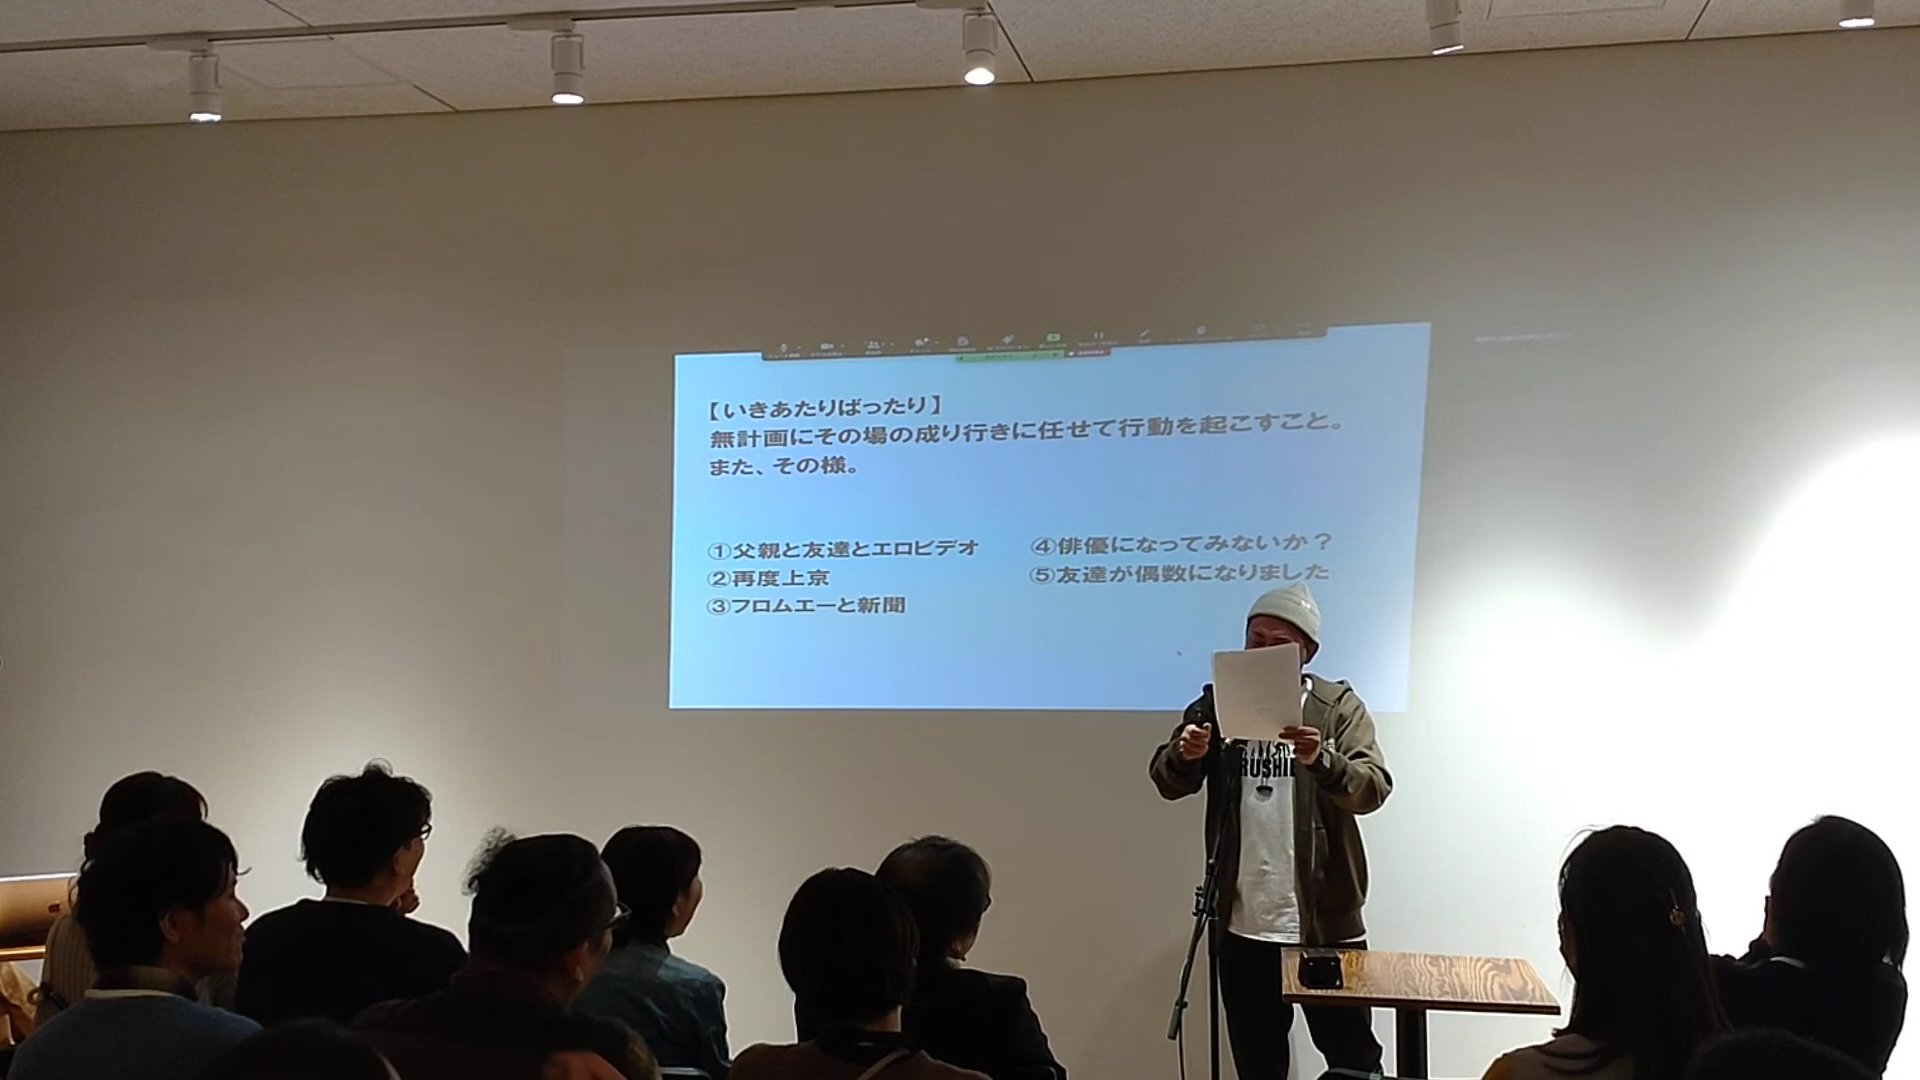 【いきあたりばったり】
無計画にその場の成り行きに任せて行動を起こすこと。
また、その様。
①父親と友達とエロビデオ
②再度上京
③フロムエーと新聞
④俳優になってみないか？
⑤友達が偶数になりました